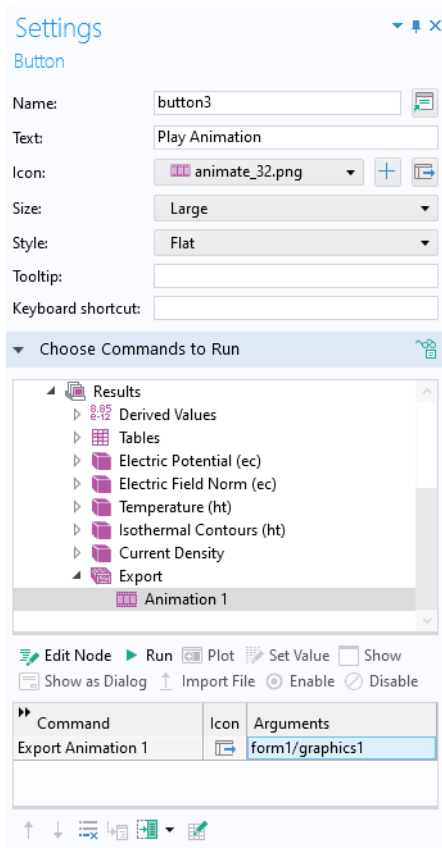 Settings
Button
Name: button3
Text: Play Animation
Icon: animate_32.png
Size: Large
Style: Flat
Tooltip:
Keyboard shortcut:
Choose Commands to Run
Results
8.85 e-12 Derived Values
Tables
Electric Potential (ec)
Electric Field Norm (ec)
Temperature (ht)
Isothermal Contours (ht)
Current Density
Export
Animation 1
Edit Node Run Plot Set Value Show
Show as Dialog Import File Enable Disable
Command Icon Arguments
Export Animation 1 form1/graphics1